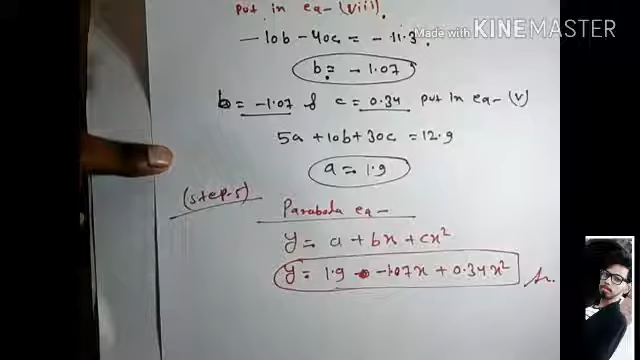 put in eq-(viii).
Made with KINEMASTER
-10b - 40c = -11.3.
b = -1.07
b = -1.07 & c = 0.34 put in eq-(v)
5a + 10b + 30c = 12.9
a = 1.9
(step-5)
Parabola eq-
y = a + bx + cx²
y = 1.9 -1.07x + 0.34x² An.